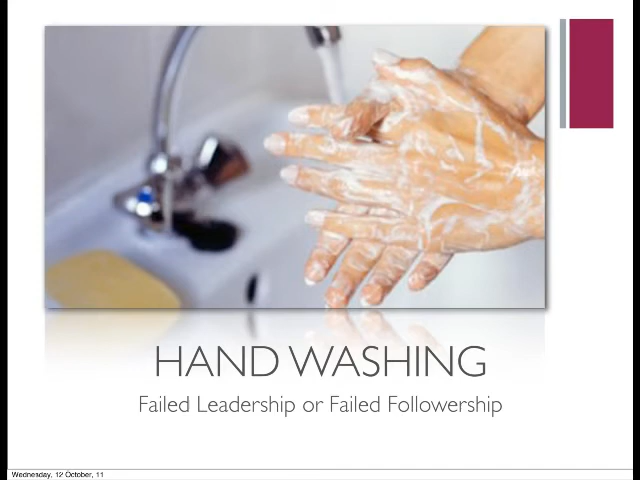 HAND WASHING
Failed Leadership or Failed Followership
Wednesday, 12 October, 11